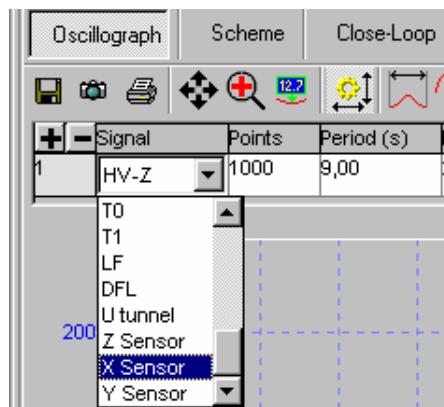 Oscillograph Scheme Close-Loop
12.7
+ - Signal Points Period (s)
1 HV-Z 1000 9,00
T0
T1
LF
DFL
U tunnel
200
Z Sensor
X Sensor
Y Sensor